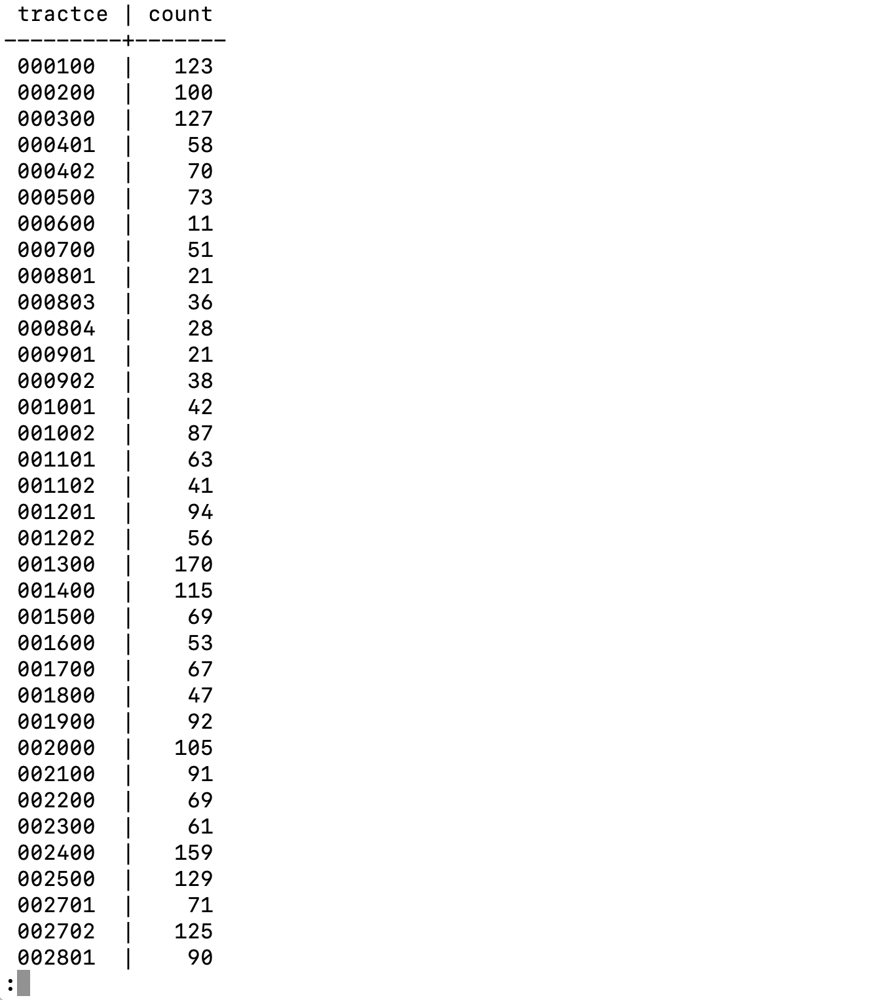 tractce | count
---------+-------
 000100  |   123
 000200  |   100
 000300  |   127
 000401  |    58
 000402  |    70
 000500  |    73
 000600  |    11
 000700  |    51
 000801  |    21
 000803  |    36
 000804  |    28
 000901  |    21
 000902  |    38
 001001  |    42
 001002  |    87
 001101  |    63
 001102  |    41
 001201  |    94
 001202  |    56
 001300  |   170
 001400  |   115
 001500  |    69
 001600  |    53
 001700  |    67
 001800  |    47
 001900  |    92
 002000  |   105
 002100  |    91
 002200  |    69
 002300  |    61
 002400  |   159
 002500  |   129
 002701  |    71
 002702  |   125
 002801  |    90
: